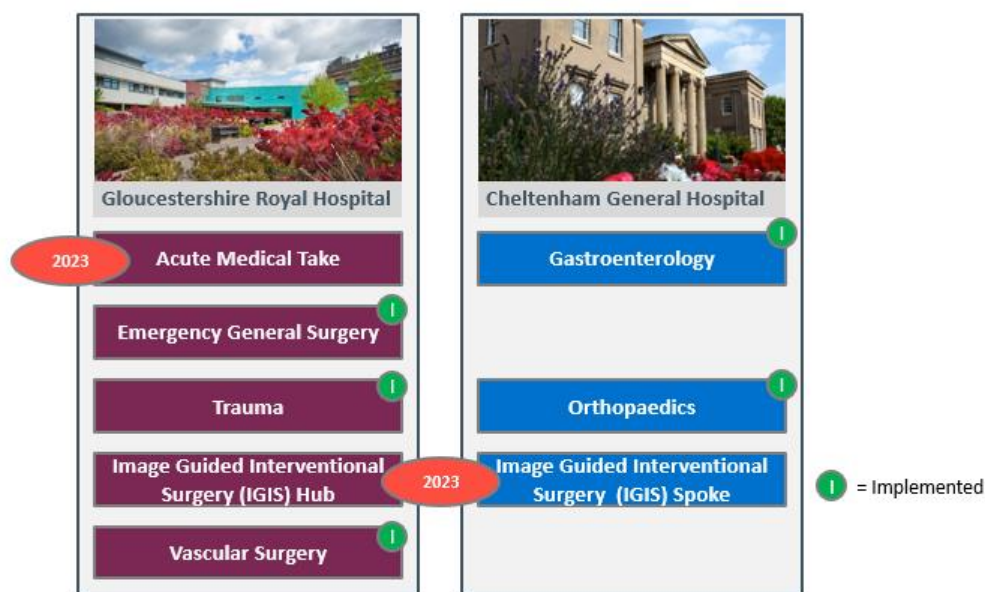 Gloucestershire Royal Hospital
Cheltenham General Hospital
2023
Acute Medical Take
I
Gastroenterology
I
Emergency General Surgery
I
Trauma
I
Orthopaedics
Image Guided Interventional
Surgery (IGIS) Hub
2023
Image Guided Interventional
Surgery (IGIS) Spoke
I = Implemented
I
Vascular Surgery